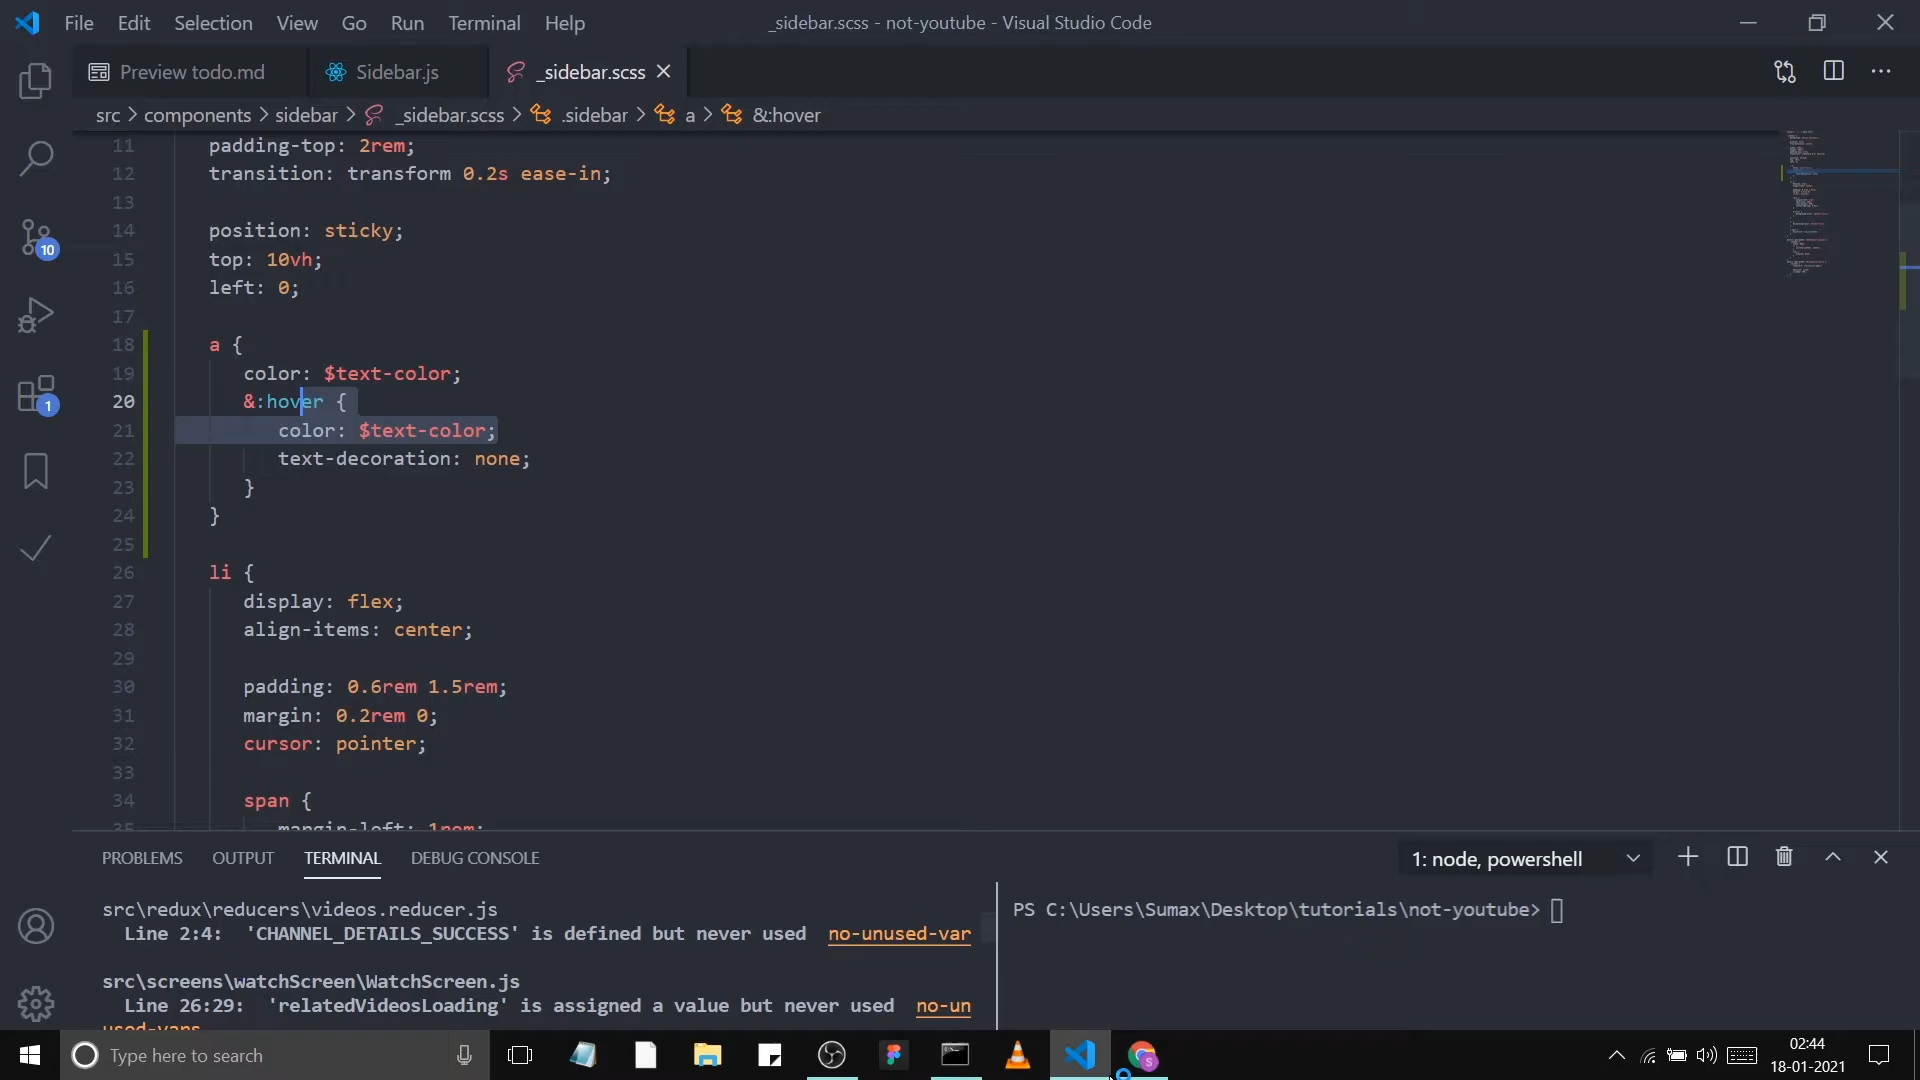 File Edit Selection View Go Run Terminal Help _sidebar.scss - not-youtube - Visual Studio Code
Preview todo.md Sidebar.js _sidebar.scss
src > components > sidebar > _sidebar.scss > .sidebar > a > &:hover
11 padding-top: 2rem;
12 transition: transform 0.2s ease-in;
13
14 position: sticky;
15 top: 10vh;
16 left: 0;
17
18 a {
19 color: $text-color;
20 &:hover {
21 color: $text-color;
22 text-decoration: none;
23 }
24 }
25
26 li {
27 display: flex;
28 align-items: center;
29
30 padding: 0.6rem 1.5rem;
31 margin: 0.2rem 0;
32 cursor: pointer;
33
34 span {
35 margin-left: 1rem;
10
1
PROBLEMS OUTPUT TERMINAL DEBUG CONSOLE 1: node, powershell
src\redux\reducers\videos.reducer.js
Line 2:4: 'CHANNEL_DETAILS_SUCCESS' is defined but never used no-unused-var
src\screens\watchScreen\WatchScreen.js
Line 26:29: 'relatedVideosLoading' is assigned a value but never used no-un
used-vars
PS C:\Users\Sumax\Desktop\tutorials\not-youtube>
Type here to search
S
02:44
18-01-2021